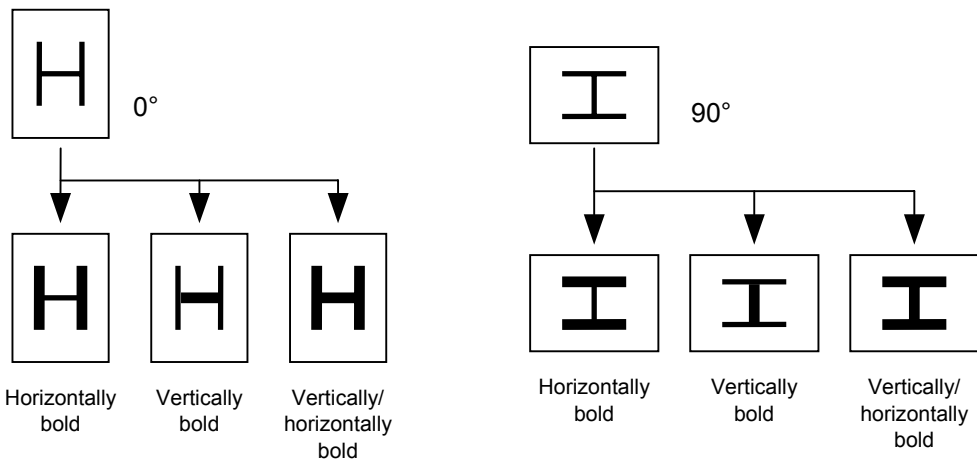 H
0°
H
H
H
Horizontally
bold
Vertically
bold
Vertically/
horizontally
bold
H
90°
H
H
H
Horizontally
bold
Vertically
bold
Vertically/
horizontally
bold